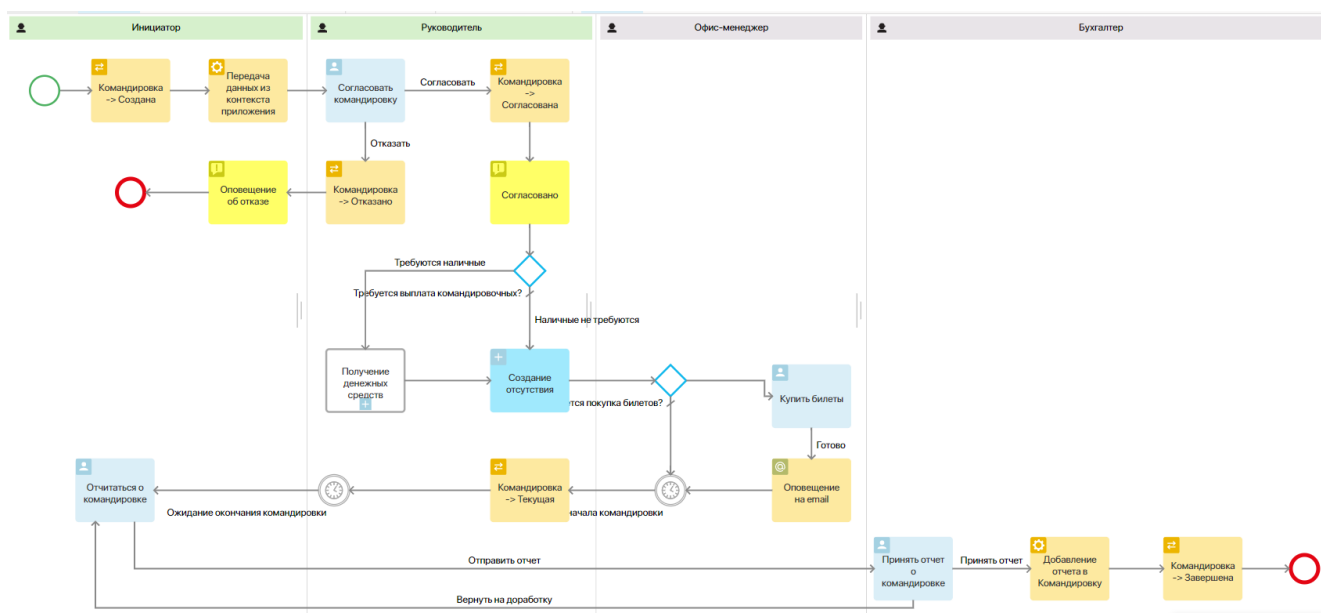 Инициатор
Руководитель
Офис-менеджер
Бухгалтер
Командировка
-> Создана
Передача
данных из
контекста
приложения
Согласовать
командировку
Согласовать
Командировка
->
Согласована
Отказать
Оповещение
об отказе
Командировка
-> Отказано
Согласовано
Требуются наличные
Требуется выплата командировочных?
Наличные не требуются
Получение
денежных
средств
Создание
отсутствия
покупка билетов?
Купить билеты
Готово
Отчитаться о
командировке
Ожидание окончания командировки
Командировка
-> Текущая
начала командировки
Оповещение
на email
Отправить отчет
Принять отчет
о
командировке
Принять отчет
Добавление
отчета в
Командировку
Командировка
-> Завершена
Вернуть на доработку